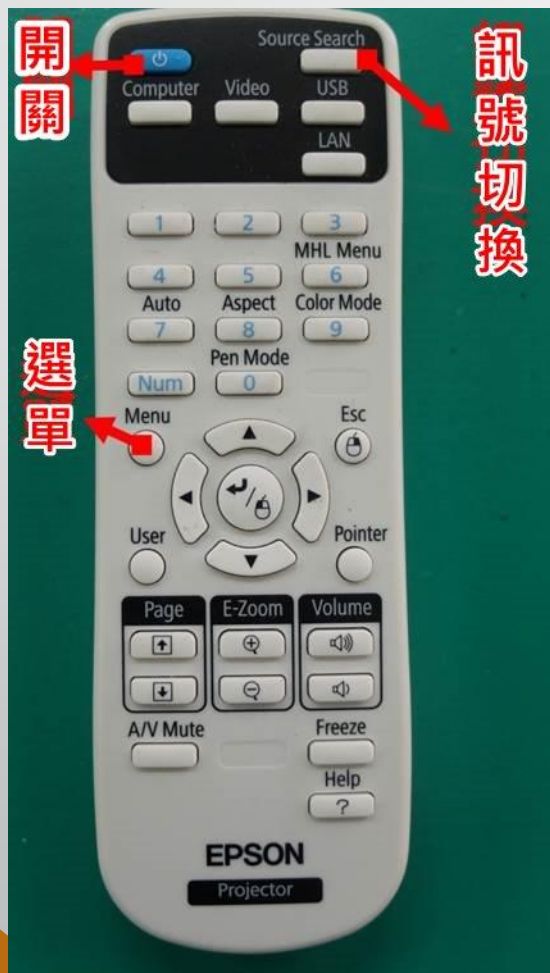 開關
訊號切換
Source Search
Computer Video USB
LAN
1 2 3
MHL Menu
4 5 6
Auto Aspect Color Mode
7 8 9
Pen Mode
Num 0
選單
Menu Esc
User Pointer
Page E-Zoom Volume
A/V Mute Freeze
Help
?
EPSON
Projector